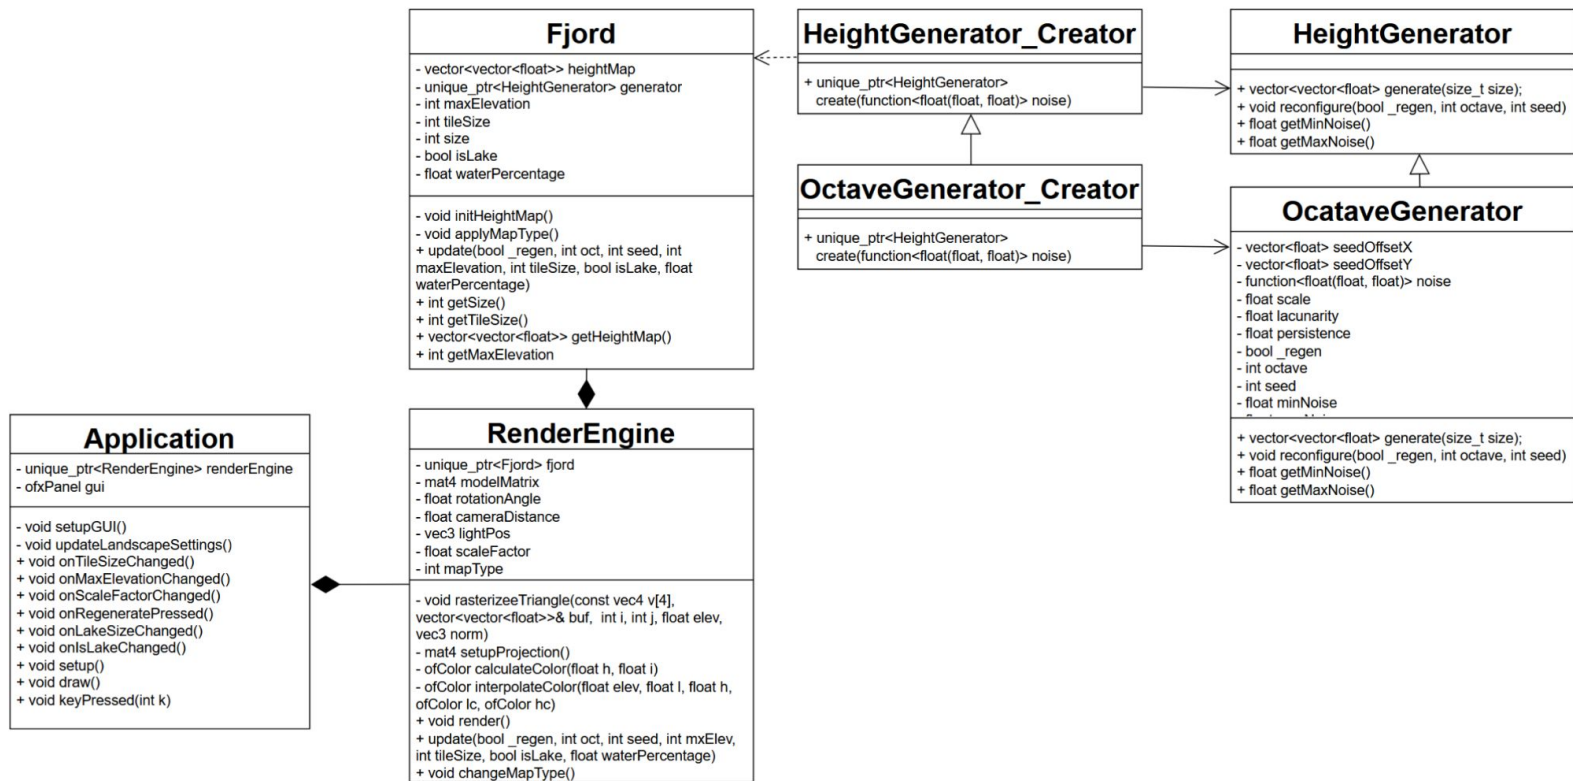 Fjord
- vector<vector<float>> heightMap
- unique_ptr<HeightGenerator> generator
- int maxElevation
- int tileSize
- int size
- bool isLake
- float waterPercentage
- void initHeightMap()
- void applyMapType()
+ update(bool _regen, int oct, int seed, int
maxElevation, int tileSize, bool isLake, float
waterPercentage)
+ int getSize()
+ int getTileSize()
+ vector<vector<float>> getHeightMap()
+ int getMaxElevation
HeightGenerator_Creator
+ unique_ptr<HeightGenerator>
create(function<float(float, float)> noise)
HeightGenerator
+ vector<vector<float> generate(size_t size);
+ void reconfigure(bool _regen, int octave, int seed)
+ float getMinNoise()
+ float getMaxNoise()
OctaveGenerator_Creator
+ unique_ptr<HeightGenerator>
create(function<float(float, float)> noise)
OcataveGenerator
- vector<float> seedOffsetX
- vector<float> seedOffsetY
- function<float(float, float)> noise
- float scale
- float lacunarity
- float persistence
- bool _regen
- int octave
- int seed
- float minNoise
+ vector<vector<float> generate(size_t size);
+ void reconfigure(bool _regen, int octave, int seed)
+ float getMinNoise()
+ float getMaxNoise()
Application
- unique_ptr<RenderEngine> renderEngine
- ofxPanel gui
- void setupGUI()
- void updateLandscapeSettings()
+ void onTileSizeChanged()
+ void onMaxElevationChanged()
+ void onScaleFactorChanged()
+ void onRegeneratePressed()
+ void onLakeSizeChanged()
+ void onIsLakeChanged()
+ void setup()
+ void draw()
+ void keyPressed(int k)
RenderEngine
- unique_ptr<Fjord> fjord
- mat4 modelMatrix
- float rotationAngle
- float cameraDistance
- vec3 lightPos
- float scaleFactor
- int mapType
- void rasterizeeTriangle(const vec4 v[4],
vector<vector<float>>& buf, int i, int j, float elev,
vec3 norm)
- mat4 setupProjection()
- ofColor calculateColor(float h, float i)
- ofColor interpolateColor(float elev, float l, float h,
ofColor lc, ofColor hc)
+ void render()
+ update(bool _regen, int oct, int seed, int mxElev,
int tileSize, bool isLake, float waterPercentage)
+ void changeMapType()